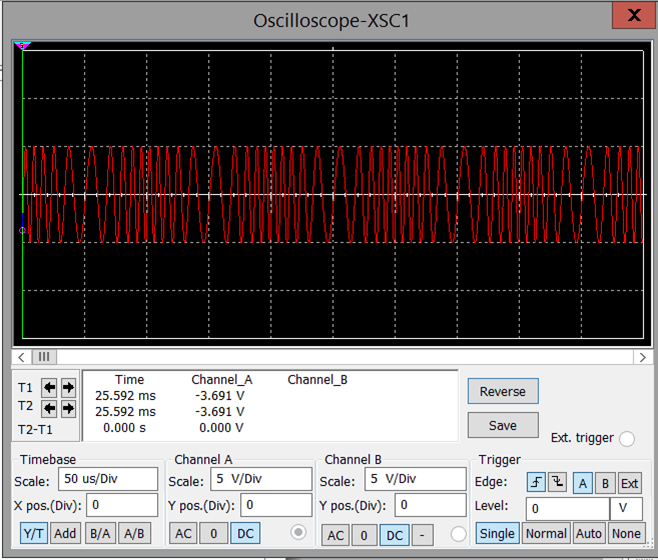 Oscilloscope-XSC1
X
Time Channel_A Channel_B
T1 25.592 ms -3.691 V
T2 25.592 ms -3.691 V
T2-T1 0.000 s 0.000 V
Reverse
Save
Ext. trigger
Timebase Channel A Channel B Trigger
Scale: 50 us/Div Scale: 5 V/Div Scale: 5 V/Div Edge: A B Ext
X pos.(Div): 0 Y pos.(Div): 0 Y pos.(Div): 0 Level: 0 V
Y/T Add B/A A/B AC 0 DC AC 0 DC - Single Normal Auto None